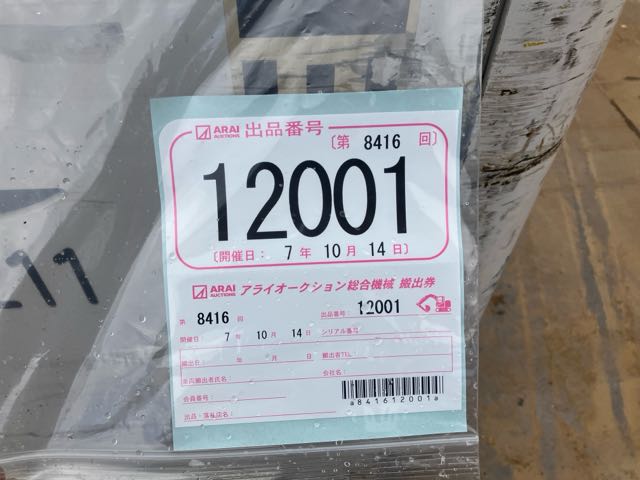 ARAI AUCTIONS 出品番号
〔第 8416 回〕
12001
〔開催日： 7 年 10 月 14 日〕
ARAI AUCTIONS アライオークション総合機械 搬出券
第 8416 回 出品番号： 12001
開催日： 7 年 10 月 14 日 シリアル番号
搬出日： 年 月 日 搬出者TEL：
車両搬出者氏名： 会社名：
会員番号：
出品・落札店名：
a841612001a
211